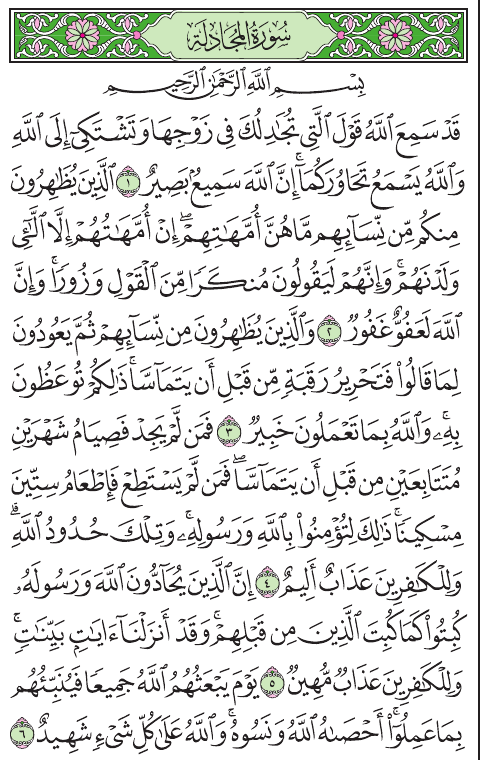 سُورَةُ المُجَادلَةِ
بِسْمِ ٱللَّهِ ٱلرَّحْمَٰنِ ٱلرَّحِيمِ
قَدْ سَمِعَ ٱللَّهُ قَوْلَ ٱلَّتِي تُجَٰدِلُكَ فِي زَوْجِهَا وَتَشْتَكِيٓ إِلَى ٱللَّهِ
وَٱللَّهُ يَسْمَعُ تَحَاوُرَكُمَآۚ إِنَّ ٱللَّهَ سَمِيعُۢ بَصِيرٌ ١ ٱلَّذِينَ يُظَٰهِرُونَ
مِنكُم مِّن نِّسَآئِهِم مَّا هُنَّ أُمَّهَٰتِهِمْۖ إِنْ أُمَّهَٰتُهُمْ إِلَّا ٱلَّٰٓـِٔي
وَلَدْنَهُمْۚ وَإِنَّهُمْ لَيَقُولُونَ مُنكَرًا مِّنَ ٱلْقَوْلِ وَزُورًاۚ وَإِنَّ
ٱللَّهَ لَعَفُوٌّ غَفُورٌ ٢ وَٱلَّذِينَ يُظَٰهِرُونَ مِن نِّسَآئِهِمْ ثُمَّ يَعُودُونَ
لِمَا قَالُوا۟ فَتَحْرِيرُ رَقَبَةٍ مِّن قَبْلِ أَن يَتَمَآسَّاۚ ذَٰلِكُمْ تُوعَظُونَ
بِهِۦۚ وَٱللَّهُ بِمَا تَعْمَلُونَ خَبِيرٌ ٣ فَمَن لَّمْ يَجِدْ فَصِيَامُ شَهْرَيْنِ
مُتَتَابِعَيْنِ مِن قَبْلِ أَن يَتَمَآسَّاۖ فَمَن لَّمْ يَسْتَطِعْ فَإِطْعَامُ سِتِّينَ
مِسْكِينًاۚ ذَٰلِكَ لِتُؤْمِنُوا۟ بِٱللَّهِ وَرَسُولِهِۦۚ وَتِلْكَ حُدُودُ ٱللَّهِۗ
وَلِلْكَٰفِرِينَ عَذَابٌ أَلِيمٌ ٤ إِنَّ ٱلَّذِينَ يُحَآدُّونَ ٱللَّهَ وَرَسُولَهُۥ
كُبِتُوا۟ كَمَا كُبِتَ ٱلَّذِينَ مِن قَبْلِهِمْۚ وَقَدْ أَنزَلْنَآ ءَايَٰتِۭ بَيِّنَٰتٍۚ
وَلِلْكَٰفِرِينَ عَذَابٌ مُّهِينٌ ٥ يَوْمَ يَبْعَثُهُمُ ٱللَّهُ جَمِيعًا فَيُنَبِّئُهُم
بِمَا عَمِلُوٓا۟ۚ أَحْصَىٰهُ ٱللَّهُ وَنَسُوهُۚ وَٱللَّهُ عَلَىٰ كُلِّ شَيْءٍ شَهِيدٌ ٦